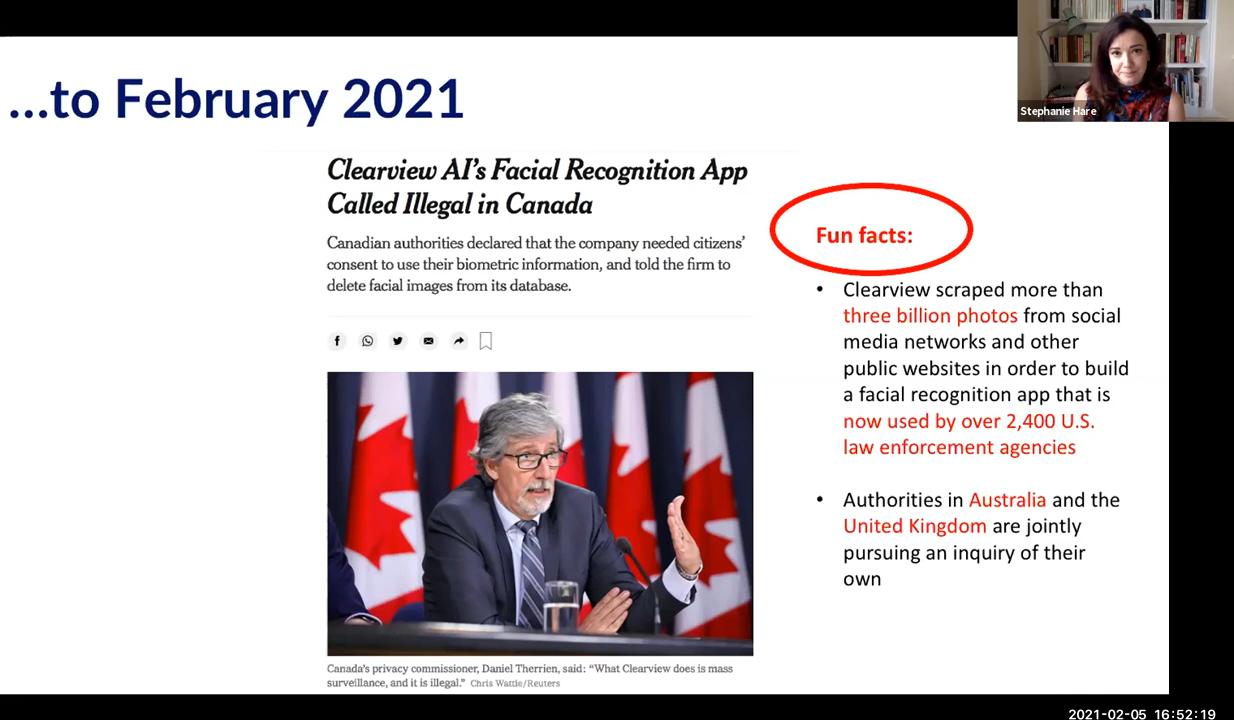 Stephanie Hare
...to February 2021
Clearview AI's Facial Recognition App
Called Illegal in Canada
Canadian authorities declared that the company needed citizens'
consent to use their biometric information, and told the firm to
delete facial images from its database.
Canada's privacy commissioner, Daniel Therrien, said: “What Clearview does is mass
surveillance, and it is illegal.” Chris Wattie/Reuters
Fun facts:
• Clearview scraped more than
three billion photos from social
media networks and other
public websites in order to build
a facial recognition app that is
now used by over 2,400 U.S.
law enforcement agencies
• Authorities in Australia and the
United Kingdom are jointly
pursuing an inquiry of their
own
2021-02-05 16:52:19